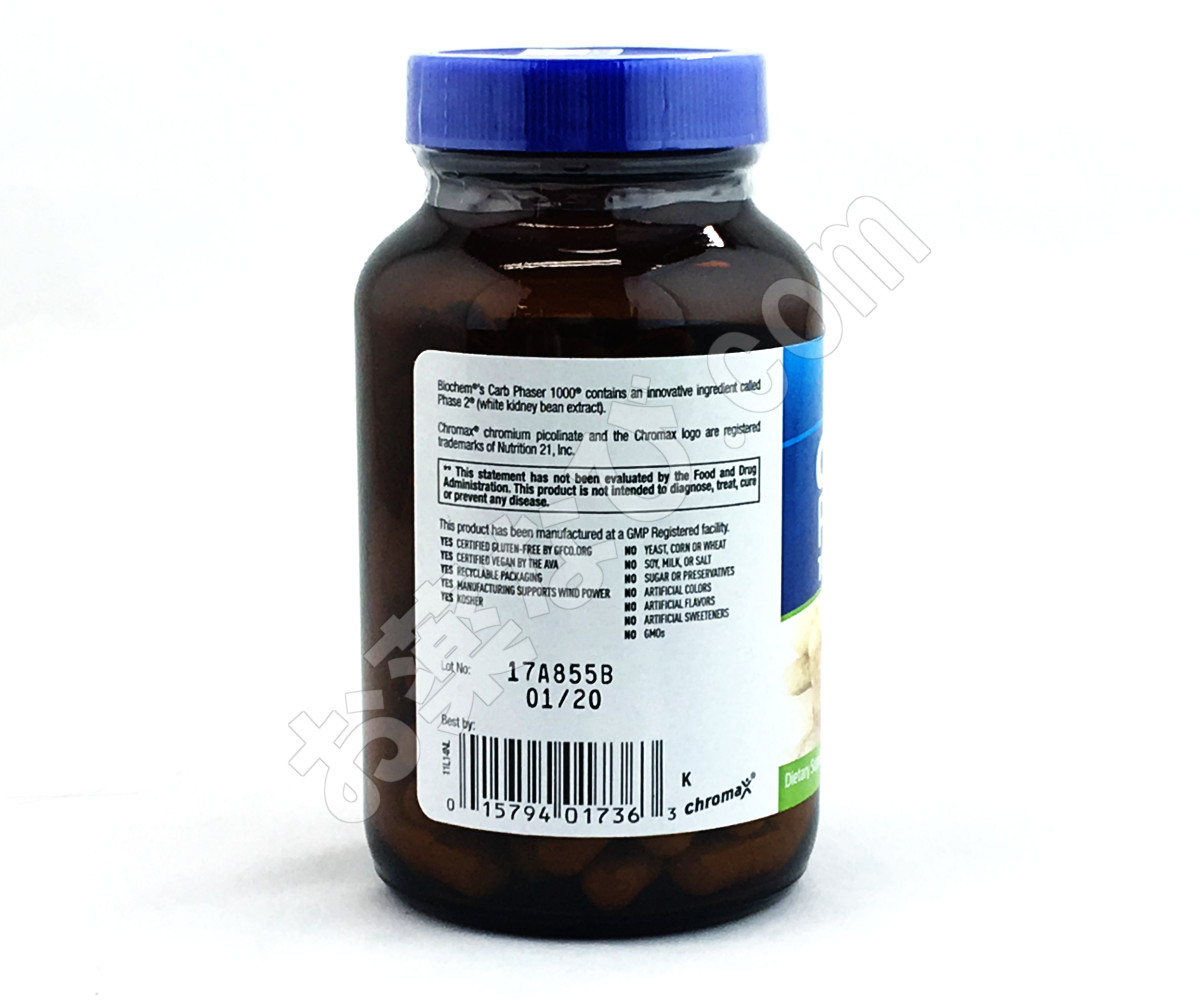 Biochem®'s Carb Phaser 1000® contains an innovative ingredient called
Phase 2® (white kidney bean extract).
Chromax® chromium picolinate and the Chromax logo are registered
trademarks of Nutrition 21, Inc.
** This statement has not been evaluated by the Food and Drug
Administration. This product is not intended to diagnose, treat, cure
or prevent any disease.
This product has been manufactured at a GMP Registered facility.
YES CERTIFIED GLUTEN-FREE BY GFCO.ORG
YES CERTIFIED VEGAN BY THE AVA
YES RECYCLABLE PACKAGING
YES MANUFACTURING SUPPORTS WIND POWER
YES KOSHER
NO YEAST, CORN OR WHEAT
NO SOY, MILK, OR SALT
NO SUGAR OR PRESERVATIVES
NO ARTIFICIAL COLORS
NO ARTIFICIAL FLAVORS
NO ARTIFICIAL SWEETENERS
NO GMOs
Lot No: 17A855B
01/20
Best by:
11L14NL
0 15794 01736 3
K
chromax®
Dietary
お薬なび.com